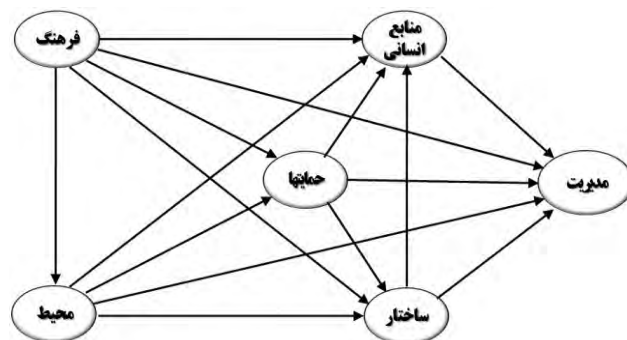 فرهنگ
منابع
انسانی
حمایتها
مدیریت
محیط
ساختار